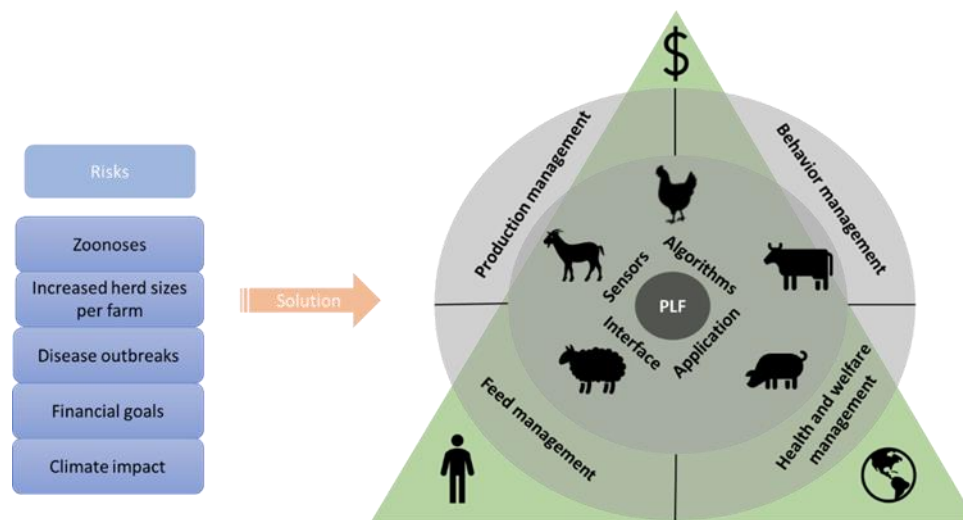 Risks
Zoonoses
Increased herd sizes
per farm
Disease outbreaks
Financial goals
Climate impact
Solution
$
Production management
Behavior management
Sensors
Algorithms
PLF
Interface
Application
Feed management
Health and welfare
management